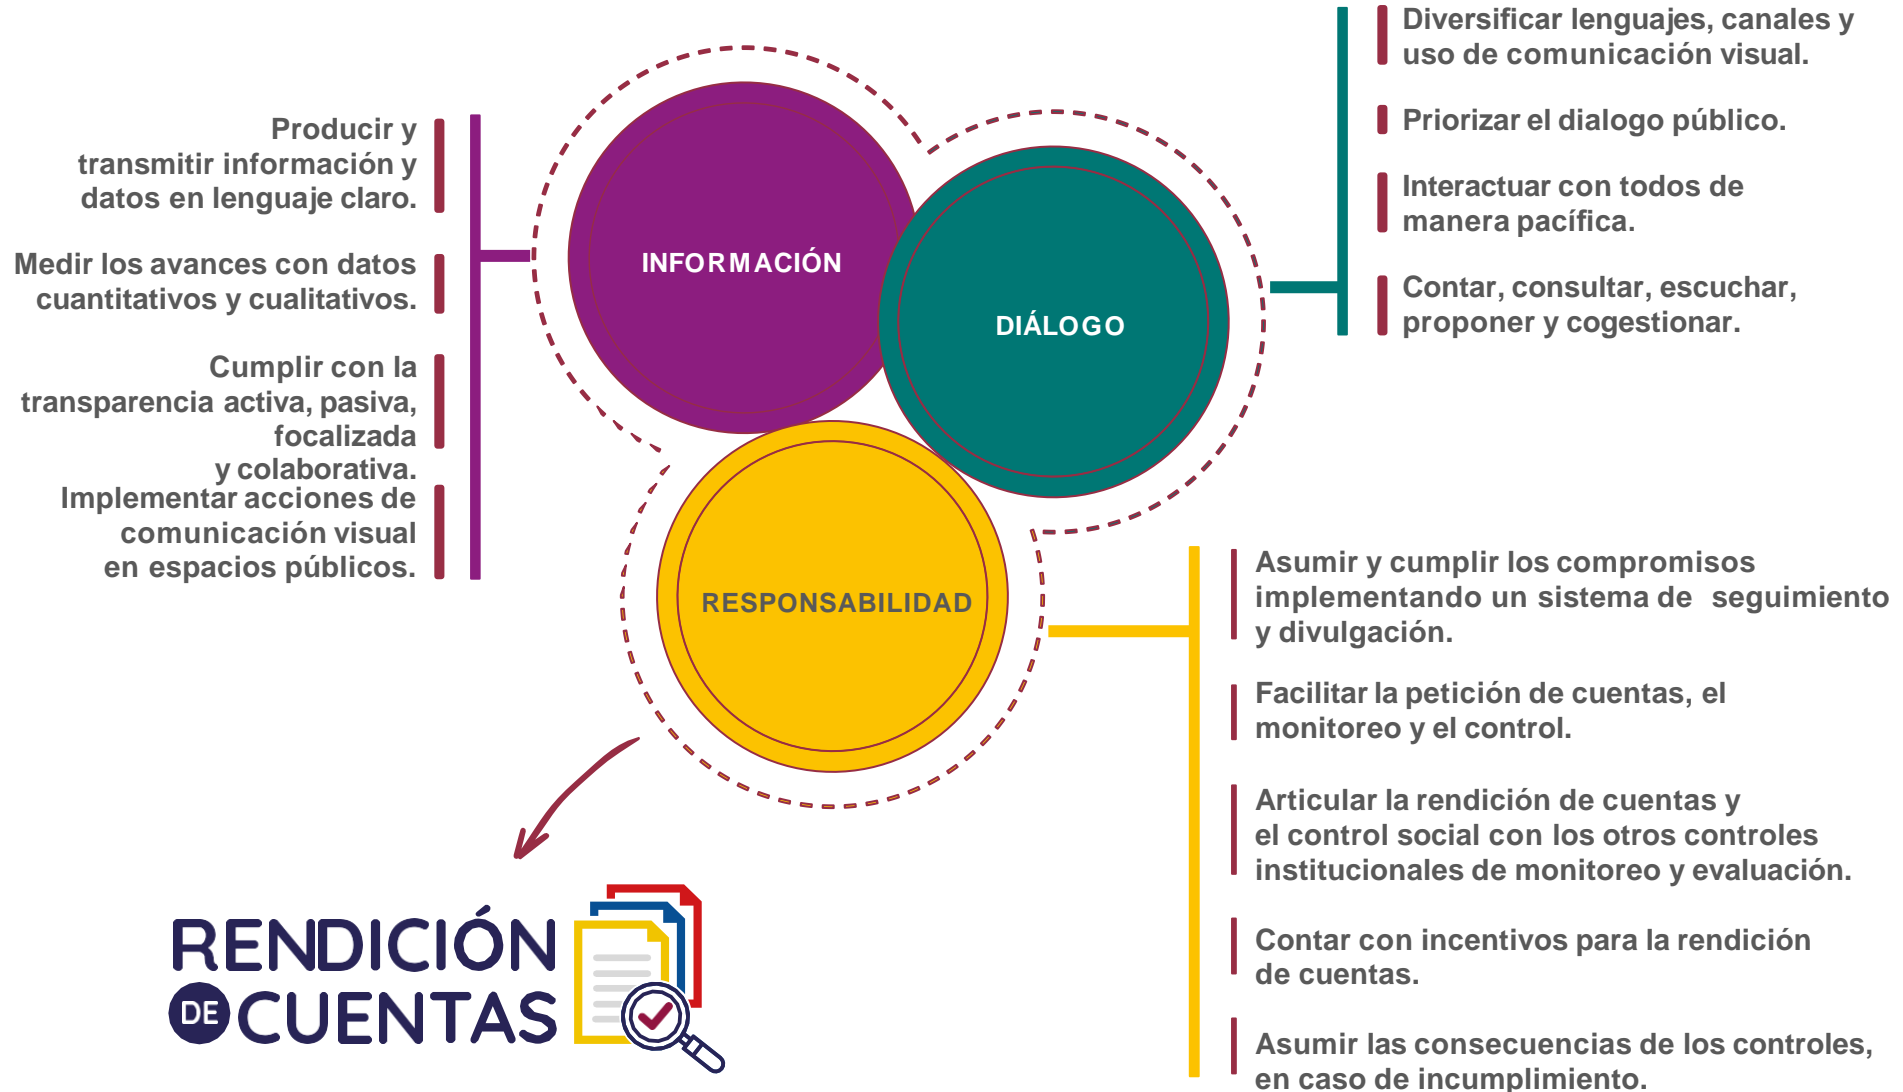 Producir y
transmitir información y
datos en lenguaje claro.
Medir los avances con datos
cuantitativos y cualitativos.
Cumplir con la
transparencia activa, pasiva,
focalizada
y colaborativa.
Implementar acciones de
comunicación visual
en espacios públicos.
INFORMACIÓN
DIÁLOGO
RESPONSABILIDAD
Diversificar lenguajes, canales y
uso de comunicación visual.
Priorizar el dialogo público.
Interactuar con todos de
manera pacífica.
Contar, consultar, escuchar,
proponer y cogestionar.
Asumir y cumplir los compromisos
implementando un sistema de seguimiento
y divulgación.
Facilitar la petición de cuentas, el
monitoreo y el control.
Articular la rendición de cuentas y
el control social con los otros controles
institucionales de monitoreo y evaluación.
Contar con incentivos para la rendición
de cuentas.
Asumir las consecuencias de los controles,
en caso de incumplimiento.
RENDICIÓN
DE CUENTAS